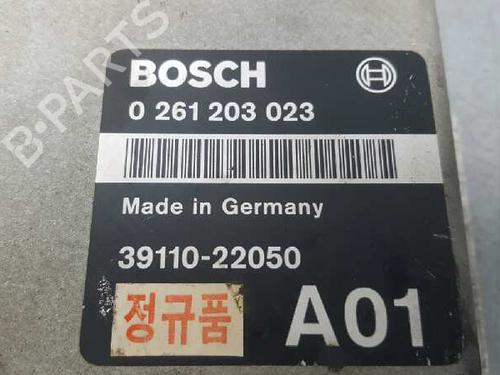 BOSCH
0 261 203 023
Made in Germany
39110-22050
정규품
A01
B-PARTS